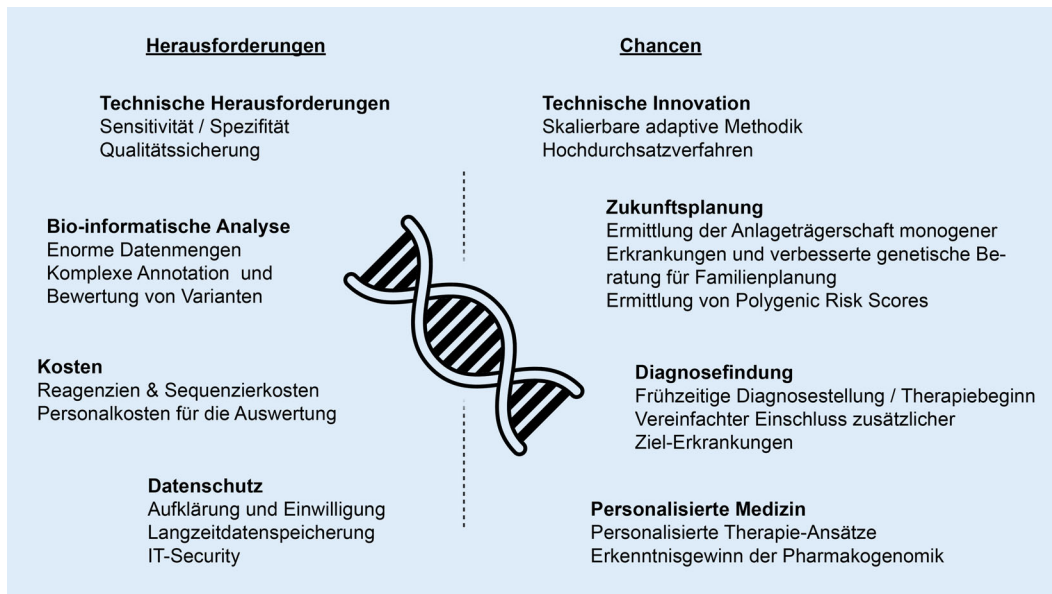 Herausforderungen
Technische Herausforderungen
Sensitivität / Spezifität
Qualitätssicherung
Bio-informatische Analyse
Enorme Datenmengen
Komplexe Annotation und
Bewertung von Varianten
Kosten
Reagenzien & Sequenzierkosten
Personalkosten für die Auswertung
Datenschutz
Aufklärung und Einwilligung
Langzeitdatenspeicherung
IT-Security
Chancen
Technische Innovation
Skalierbare adaptive Methodik
Hochdurchsatzverfahren
Zukunftsplanung
Ermittlung der Anlageträgerschaft monogener
Erkrankungen und verbesserte genetische Be-
ratung für Familienplanung
Ermittlung von Polygenic Risk Scores
Diagnosefindung
Frühzeitige Diagnosestellung / Therapiebeginn
Vereinfachter Einschluss zusätzlicher
Ziel-Erkrankungen
Personalisierte Medizin
Personalisierte Therapie-Ansätze
Erkenntnisgewinn der Pharmakogenomik